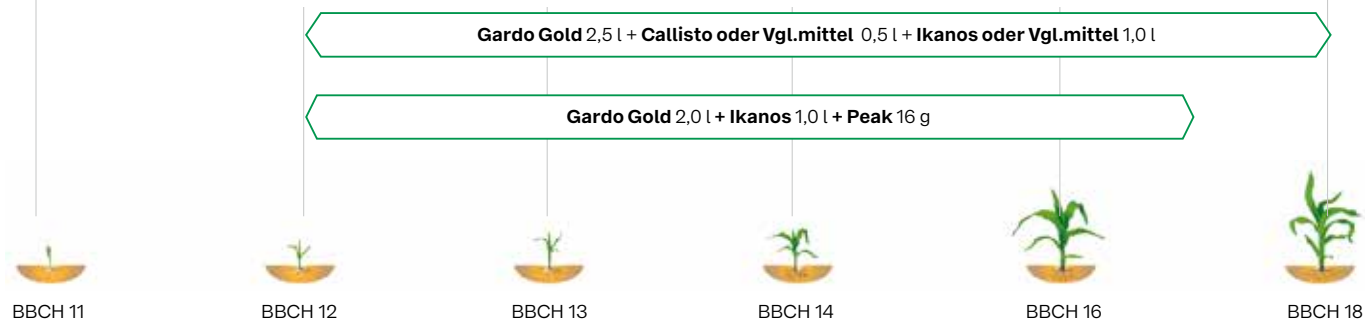 Gardo Gold 2,5 l + Callisto oder Vgl.mittel 0,5 l + Ikanos oder Vgl.mittel 1,0 l
Gardo Gold 2,0 l + Ikanos 1,0 l + Peak 16 g
BBCH 11 BBCH 12 BBCH 13 BBCH 14 BBCH 16 BBCH 18